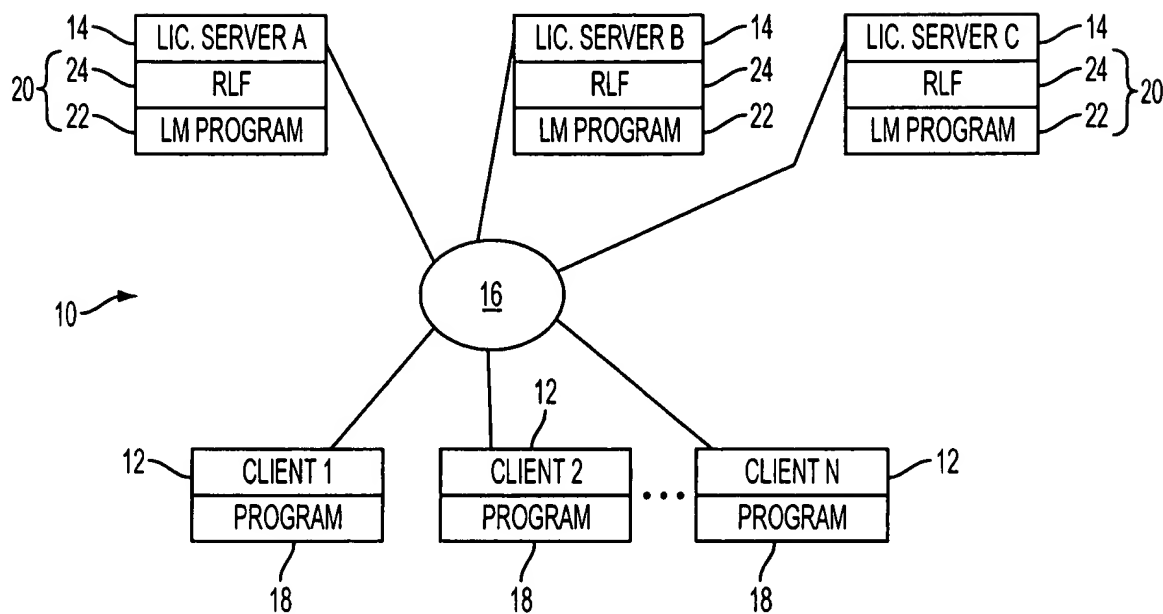 14 LIC. SERVER A
LIC. SERVER B 14
LIC. SERVER C 14
20 24 RLF
RLF 24
RLF 24 20
22 LM PROGRAM
LM PROGRAM 22
LM PROGRAM 22
16
10
12
12 CLIENT 1
CLIENT 2
•••
CLIENT N 12
PROGRAM
PROGRAM
PROGRAM
18
18
18